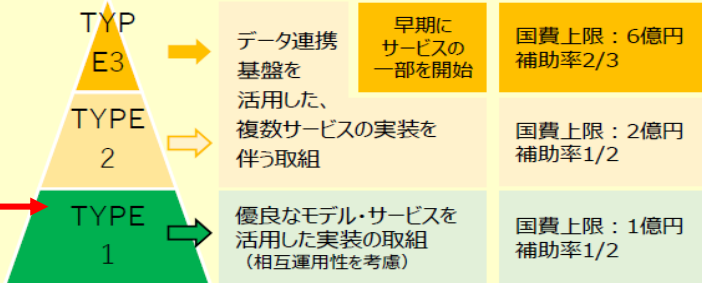 TYP
E3
データ連携
基盤を
活用した、
複数サービスの実装を
伴う取組
早期に
サービスの
一部を開始
国費上限：6億円
補助率2/3
TYPE
2
国費上限：2億円
補助率1/2
TYPE
1
優良なモデル・サービスを
活用した実装の取組
（相互運用性を考慮）
国費上限：1億円
補助率1/2